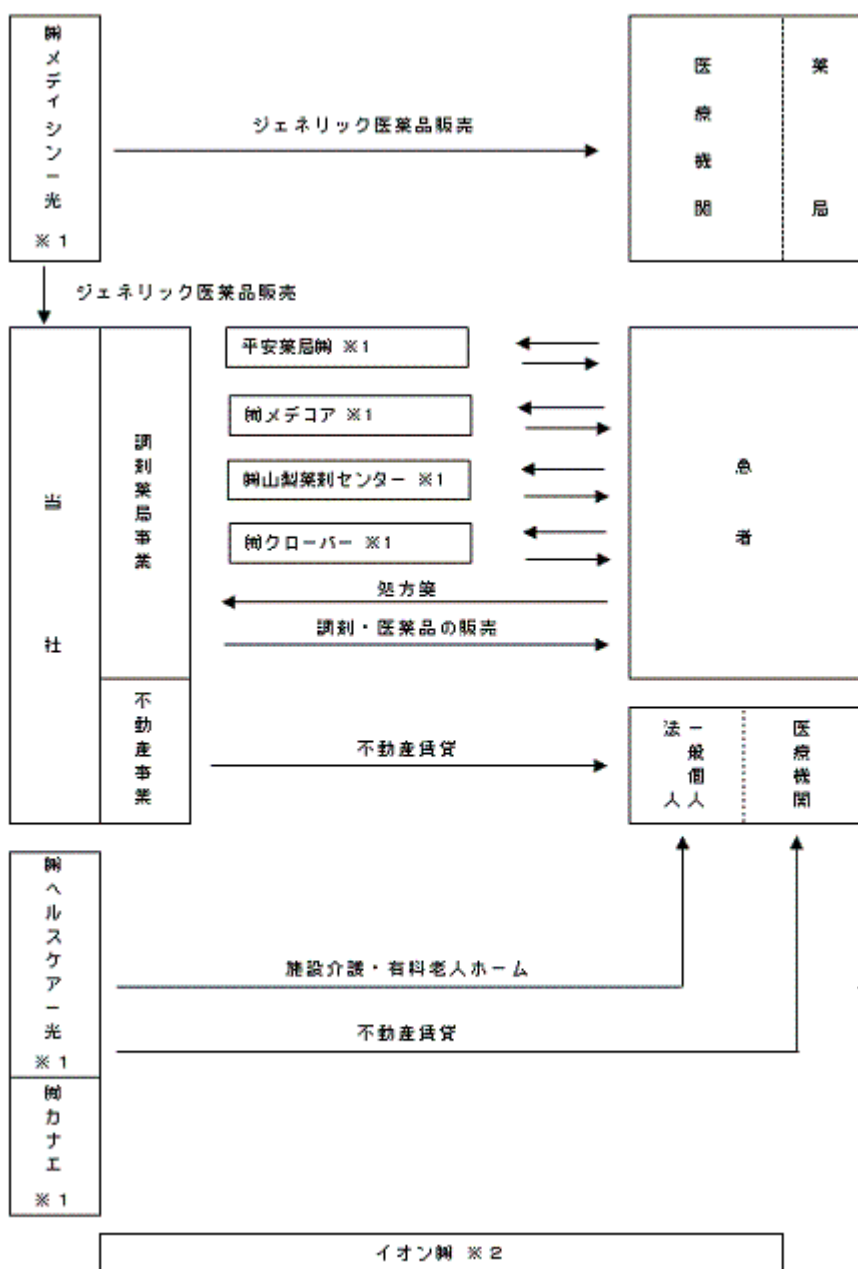 ㈱メディシン一光
※1
ジェネリック医薬品販売
医療機関
薬局
ジェネリック医薬品販売
当社
調剤薬局事業
平安薬局㈱ ※1
㈲メデコア ※1
㈱山梨薬剤センター ※1
㈲クローバー ※1
処方箋
調剤・医薬品の販売
患者
不動産事業
不動産賃貸
一般個人
法人
医療機関
㈱ヘルスケア一光
※1
施設介護・有料老人ホーム
不動産賃貸
㈲カナエ
※1
イオン㈱ ※2